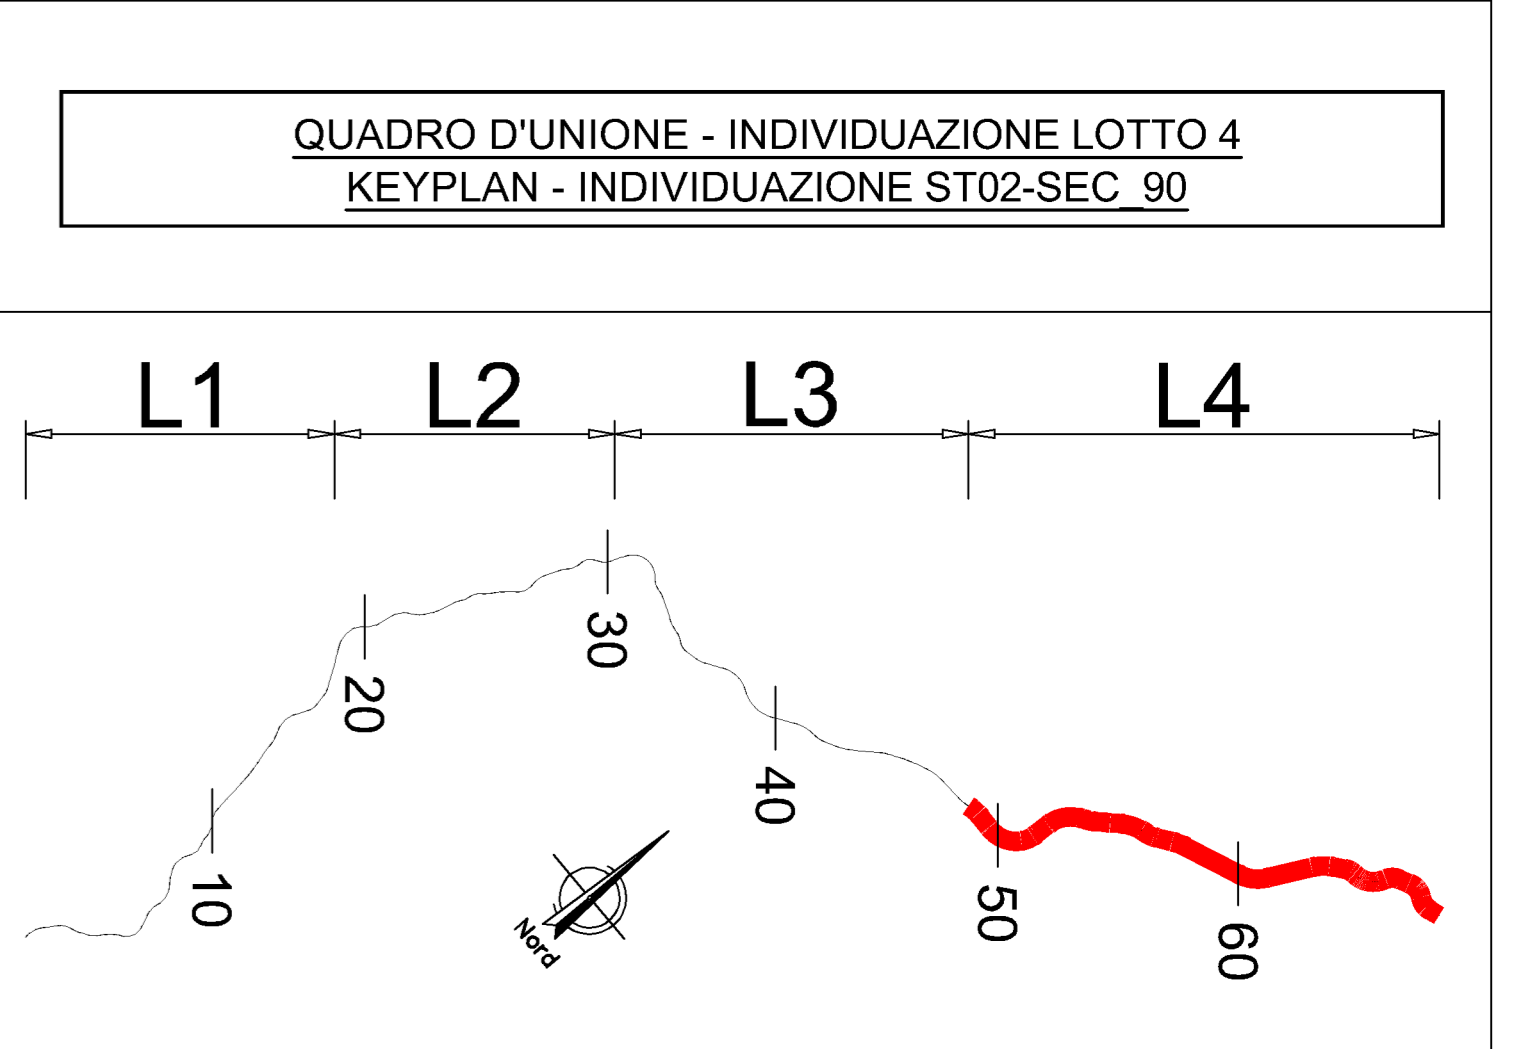 QUADRO D'UNIONE - INDIVIDUAZIONE LOTTO 4
KEYPLAN - INDIVIDUAZIONE ST02-SEC_90
L1
L2
L3
L4
10
20
30
40
50
60
Nord